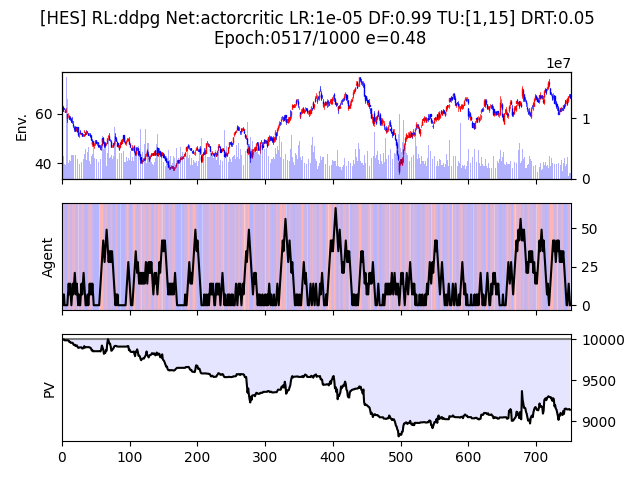 [HES] RL:ddpg Net:actorcritic LR:1e-05 DF:0.99 TU:[1,15] DRT:0.05
Epoch:0517/1000 e=0.48
1e7
Env.
60
40
1
0
Agent
50
25
0
PV
10000
9500
9000
0 100 200 300 400 500 600 700